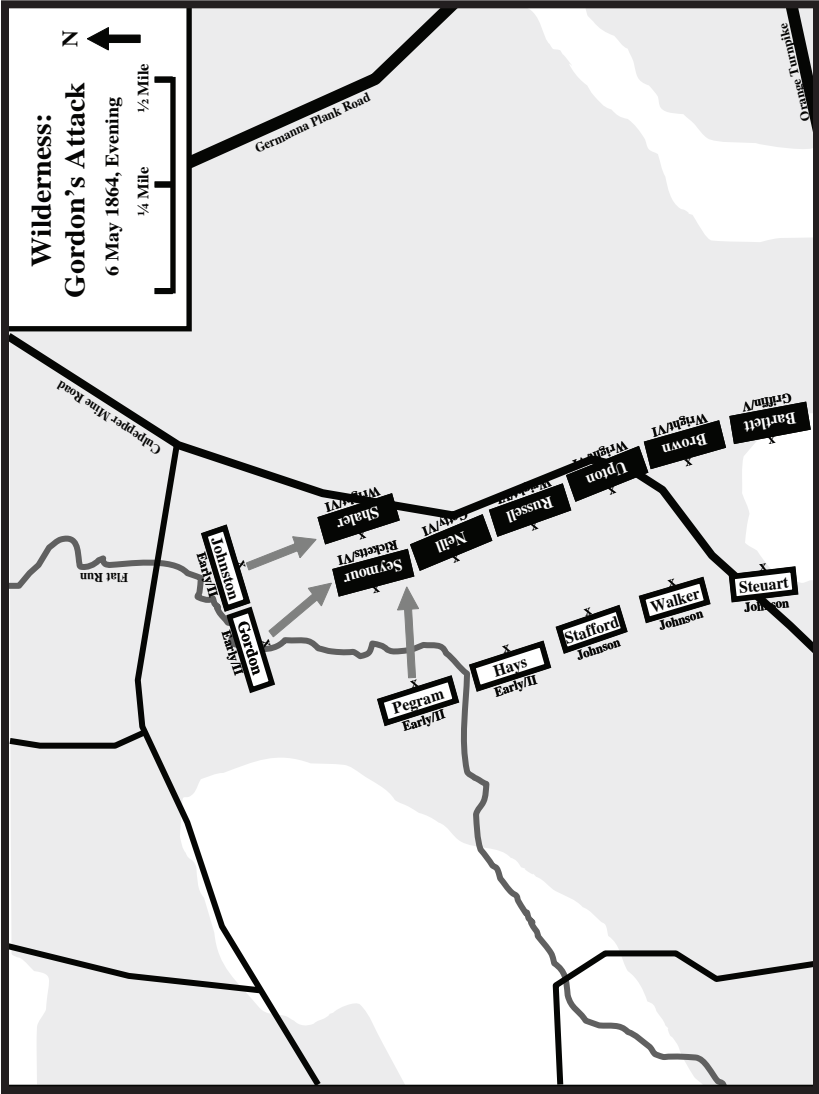 Wilderness:
Gordon's Attack
6 May 1864, Evening
¼ Mile
½ Mile
N
Orange Turnpike
Germanna Plank Road
Culpepper Mine Road
Flat Run
Johnston
Early/II
Gordon
Early/II
Pegram
Early/II
Hays
Early/II
Stafford
Johnson
Walker
Johnson
Steuart
Johnson
Shaler
Wright/VI
Seymour
Ricketts/VI
Neill
Getty/VI
Russell
Upton
Brown
Wright/VI
Bartlett
Griffin/V
x
x
x
x
x
x
x
x
x
x
x
x
x
x